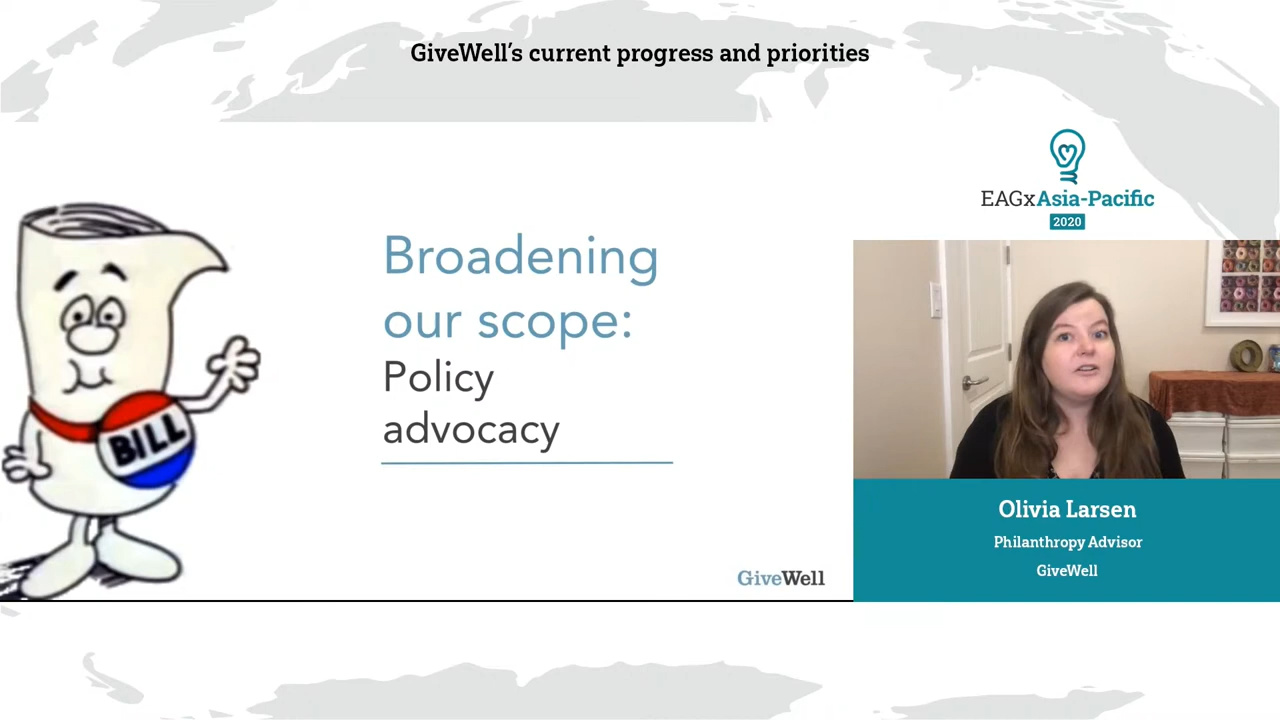 GiveWell's current progress and priorities
EAGxAsia-Pacific
2020
Broadening
our scope:
Policy
advocacy
BILL
GiveWell
Olivia Larsen
Philanthropy Advisor
GiveWell